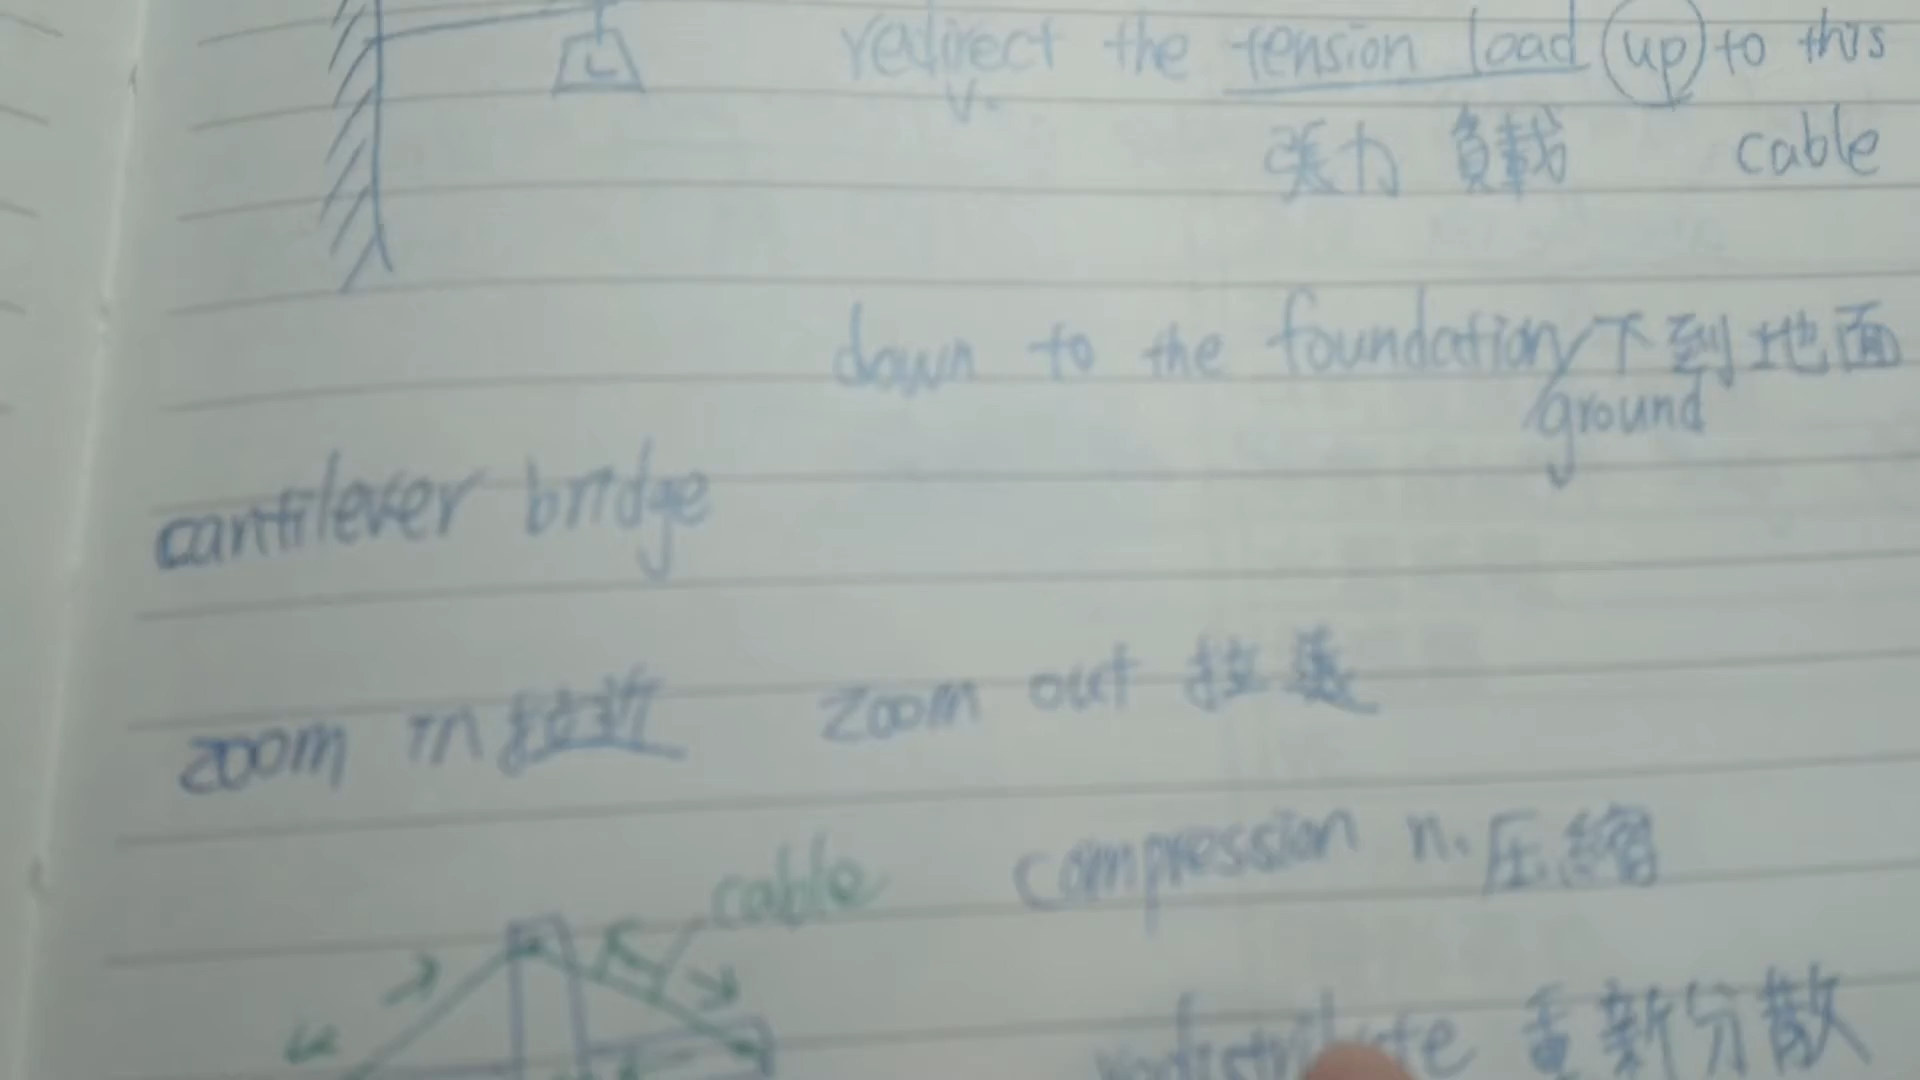 redirect the tension load up to this
v.
張力 負載 cable
down to the foundation/下到地面
ground
cantilever bridge
zoom in 拉近 zoom out 拉遠
cable
compression n. 压縮
redistribute 重新分散
L